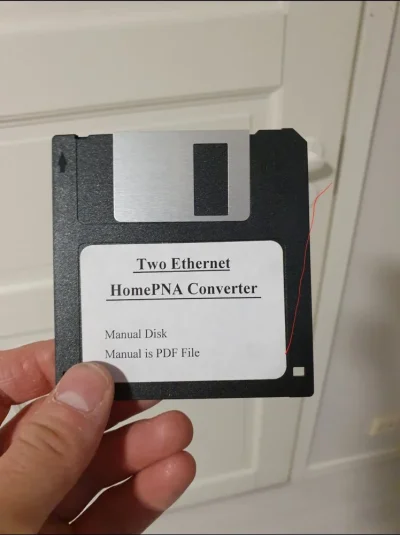 Two Ethernet
HomePNA Converter
Manual Disk
Manual is PDF File